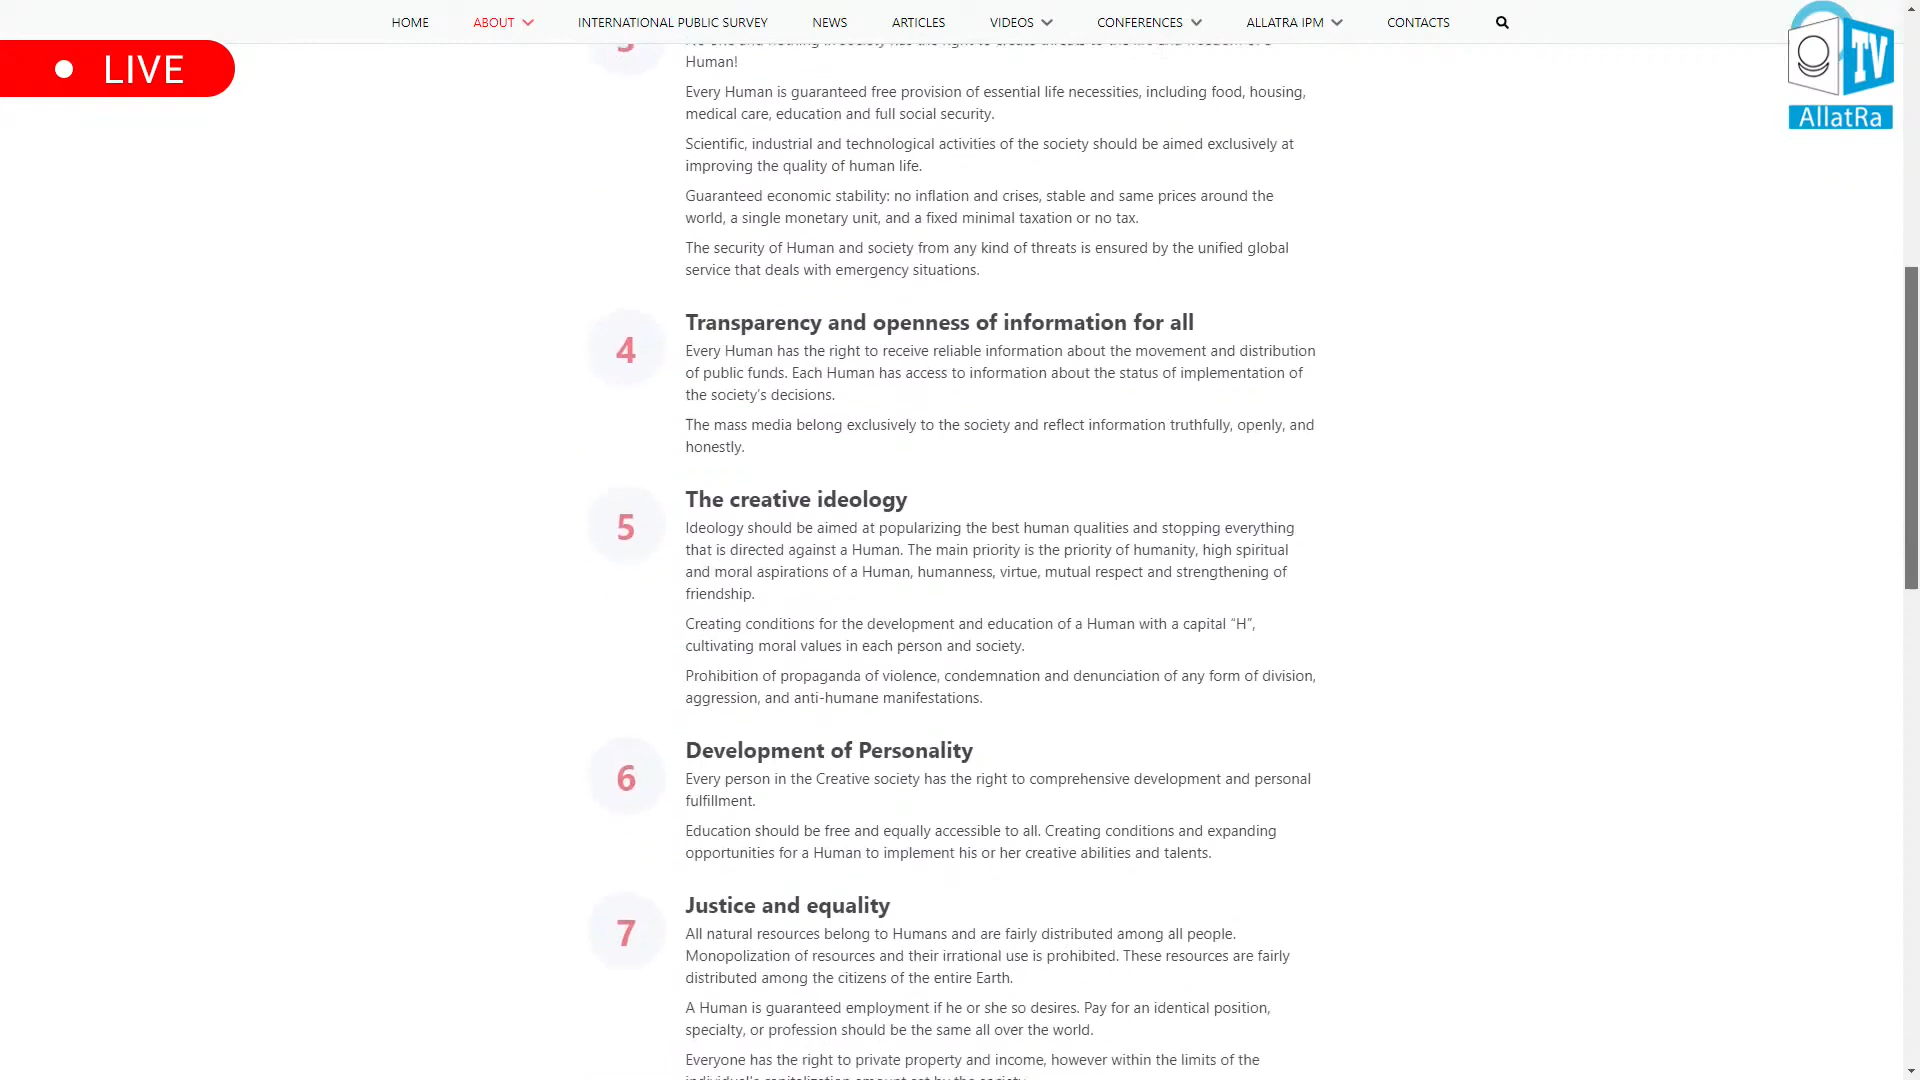 HOME ABOUT INTERNATIONAL PUBLIC SURVEY NEWS ARTICLES VIDEOS CONFERENCES ALLATRA IPM CONTACTS
LIVE
TV
AllatRa
Human!
Every Human is guaranteed free provision of essential life necessities, including food, housing,
medical care, education and full social security.
Scientific, industrial and technological activities of the society should be aimed exclusively at
improving the quality of human life.
Guaranteed economic stability: no inflation and crises, stable and same prices around the
world, a single monetary unit, and a fixed minimal taxation or no tax.
The security of Human and society from any kind of threats is ensured by the unified global
service that deals with emergency situations.
4
Transparency and openness of information for all
Every Human has the right to receive reliable information about the movement and distribution
of public funds. Each Human has access to information about the status of implementation of
the society’s decisions.
The mass media belong exclusively to the society and reflect information truthfully, openly, and
honestly.
5
The creative ideology
Ideology should be aimed at popularizing the best human qualities and stopping everything
that is directed against a Human. The main priority is the priority of humanity, high spiritual
and moral aspirations of a Human, humanness, virtue, mutual respect and strengthening of
friendship.
Creating conditions for the development and education of a Human with a capital “H”,
cultivating moral values in each person and society.
Prohibition of propaganda of violence, condemnation and denunciation of any form of division,
aggression, and anti-humane manifestations.
6
Development of Personality
Every person in the Creative society has the right to comprehensive development and personal
fulfillment.
Education should be free and equally accessible to all. Creating conditions and expanding
opportunities for a Human to implement his or her creative abilities and talents.
7
Justice and equality
All natural resources belong to Humans and are fairly distributed among all people.
Monopolization of resources and their irrational use is prohibited. These resources are fairly
distributed among the citizens of the entire Earth.
A Human is guaranteed employment if he or she so desires. Pay for an identical position,
specialty, or profession should be the same all over the world.
Everyone has the right to private property and income, however within the limits of the